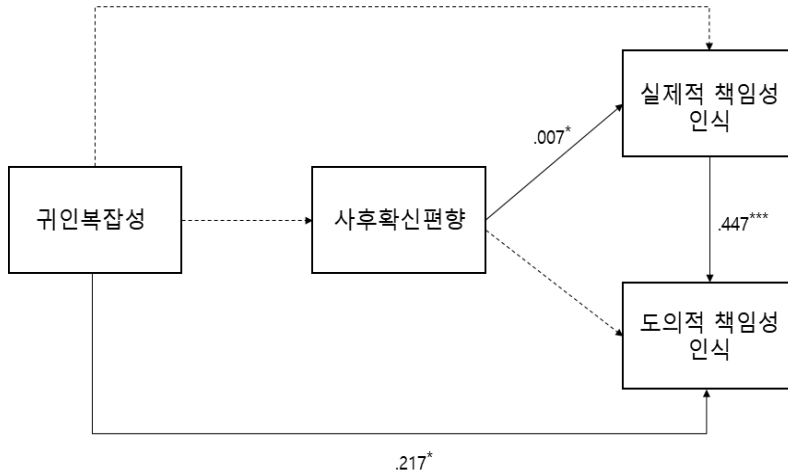 실제적 책임성
인식
.007*
귀인복잡성
사후확신편향
.447***
도의적 책임성
인식
.217*